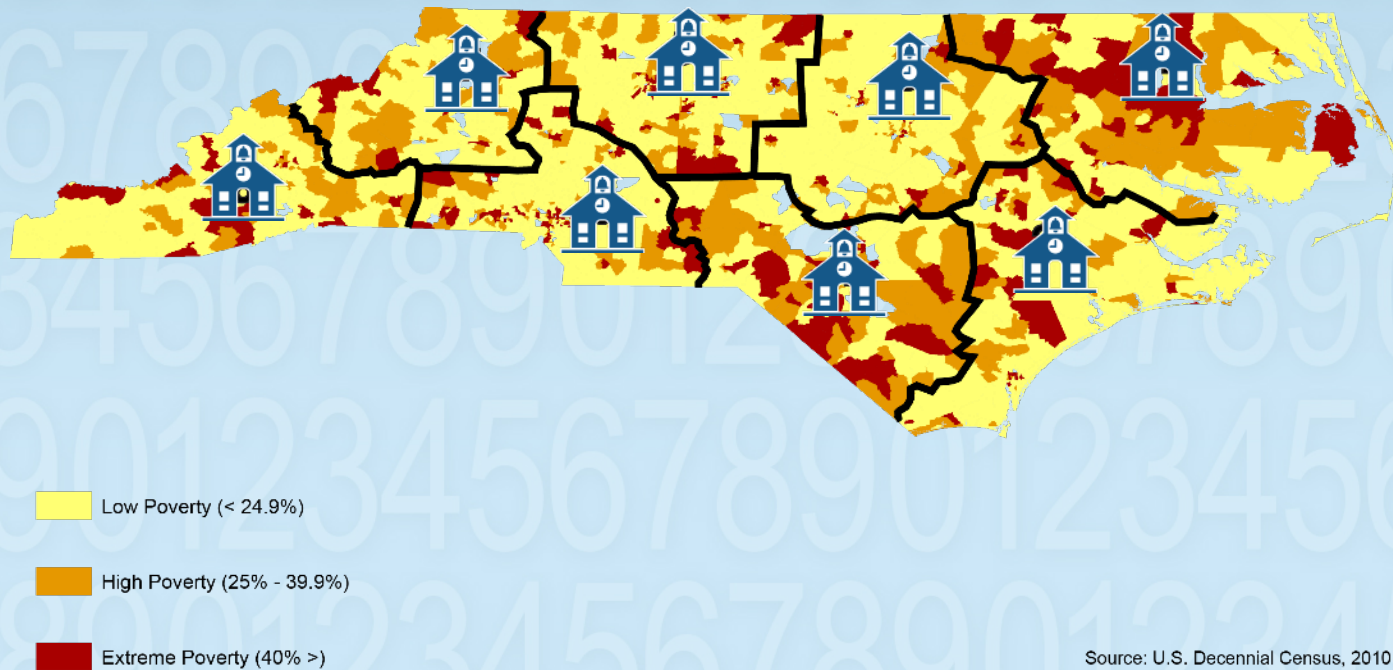 Low Poverty (< 24.9%)
High Poverty (25% - 39.9%)
Extreme Poverty (40% >)
Source: U.S. Decennial Census, 2010